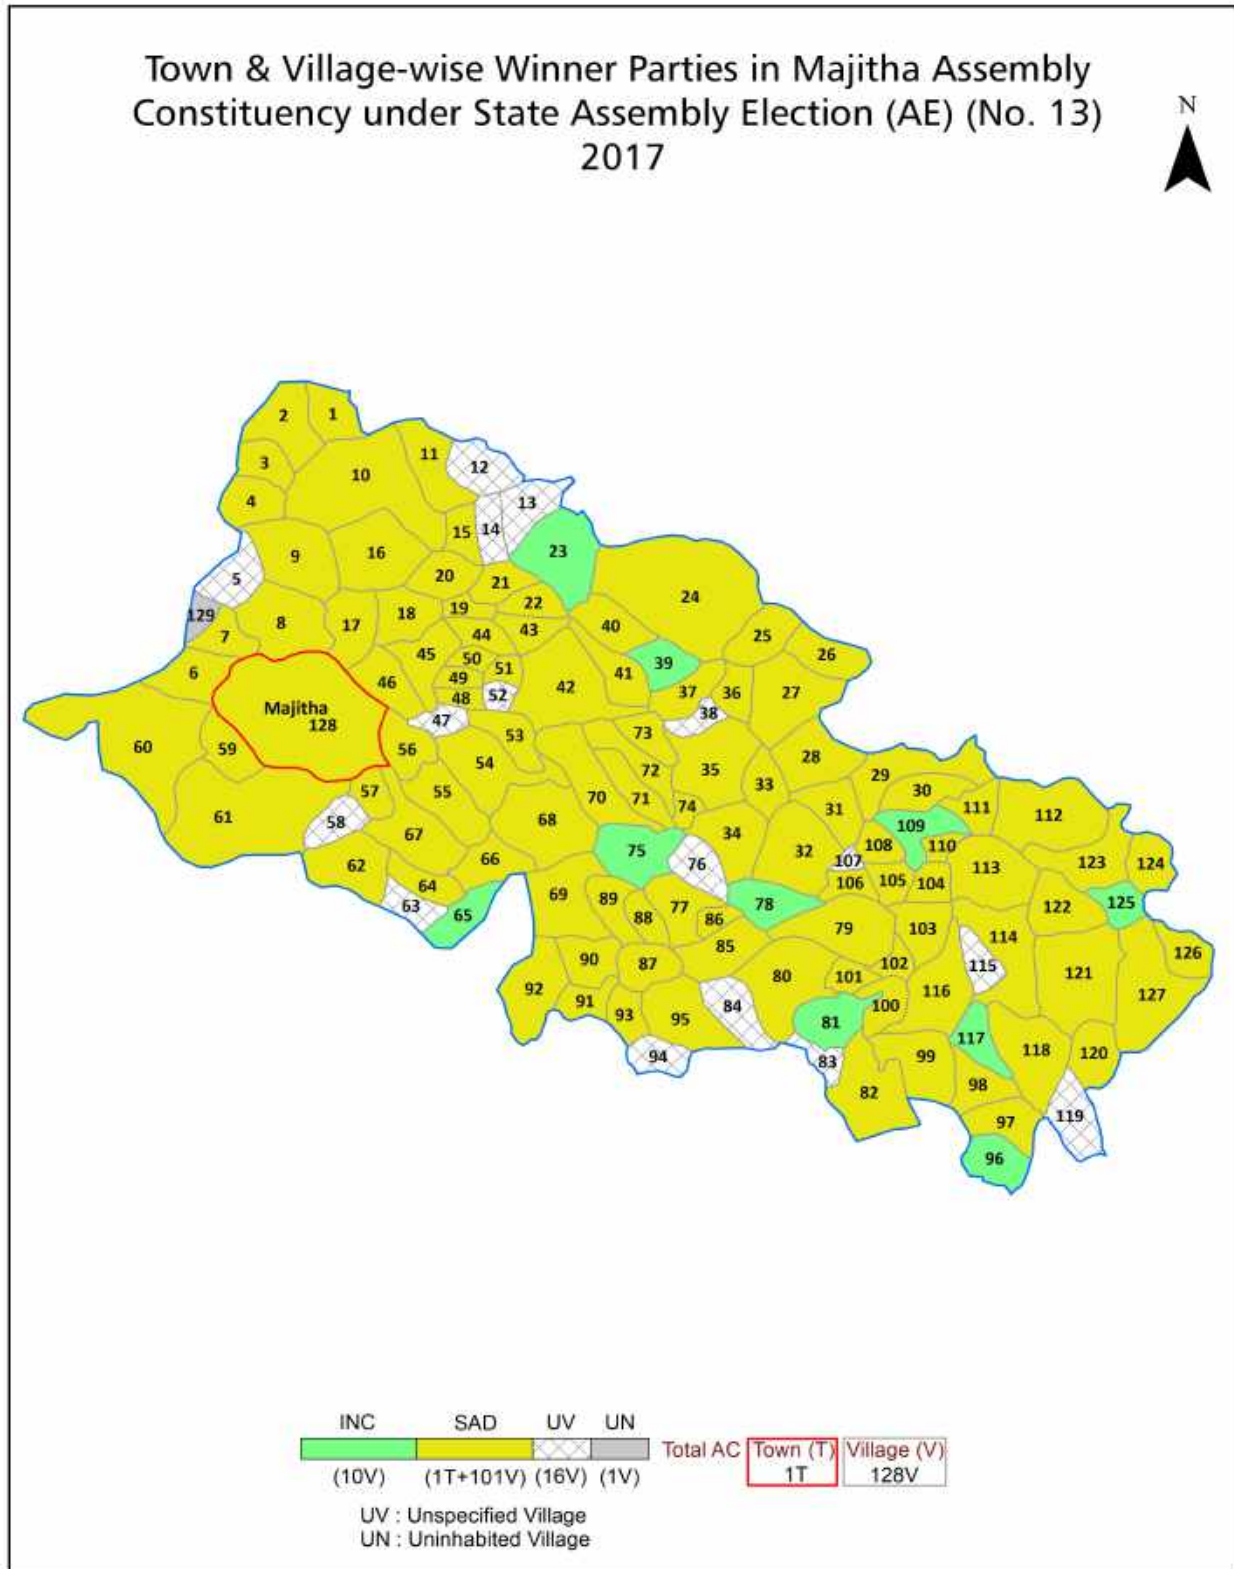 Town & Village-wise Winner Parties in Majitha Assembly
Constituency under State Assembly Election (AE) (No. 13)
2017
N
2 1
3 11
10 12
4 13
15 14
9 16 23
5 20
21
129 8 17 18 19 22 24
7 44 43 40 25
6 45 50 51 39 26
46 49 41 37 36 27
Majitha 48 52 42
128 47 38
60 59 56 53 73 28
54 72 35 33 29
57 55 70 71 74 31 30 111
61 58 68 34 109 112
67 75 76 32 107 108 110
62 66 123 124
64 106 105 104 113
63 65 69 89 88 77 86 78 122 125
79 103 114
90 87 85 102 115 126
92 80 101 121
91 93 95 84 100 116 127
81 117
94 83 99 118 120
82 98
97 119
96
INC SAD UV UN
Total AC Town (T) Village (V)
(10V) (1T+101V) (16V) (1V) 1T 128V
UV : Unspecified Village
UN : Uninhabited Village